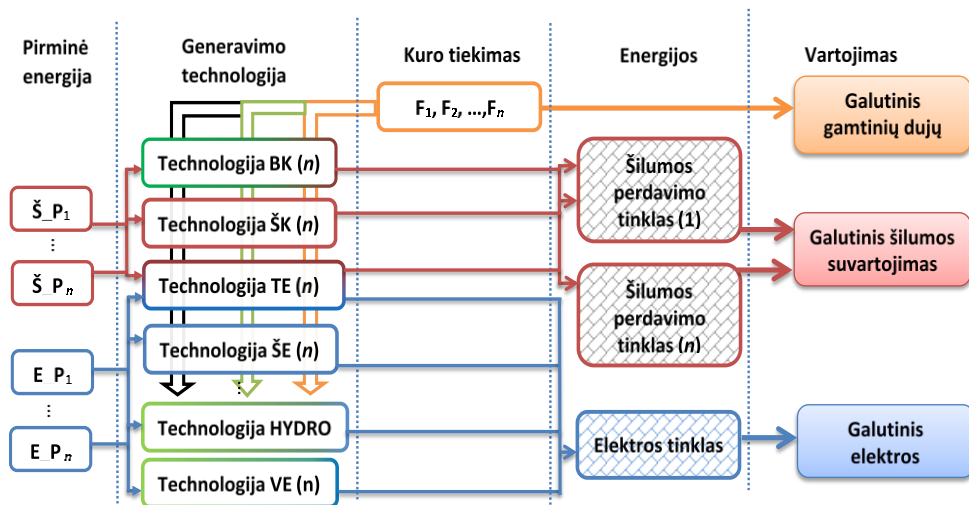 Pirminė
energija
Generavimo
technologija
Kuro tiekimas
Energijos
Vartojimas
F1, F2, ...,Fn
Galutinis
gamtinių dujų
Technologija BK (n)
Technologija ŠK (n)
Technologija TE (n)
Technologija ŠE (n)
Technologija HYDRO
Technologija VE (n)
Š_P1
⋮
Š_Pn
E_P1
⋮
E_Pn
Šilumos
perdavimo
tinklas (1)
Šilumos
perdavimo
tinklas (n)
Elektros tinklas
Galutinis šilumos
suvartojimas
Galutinis
elektros